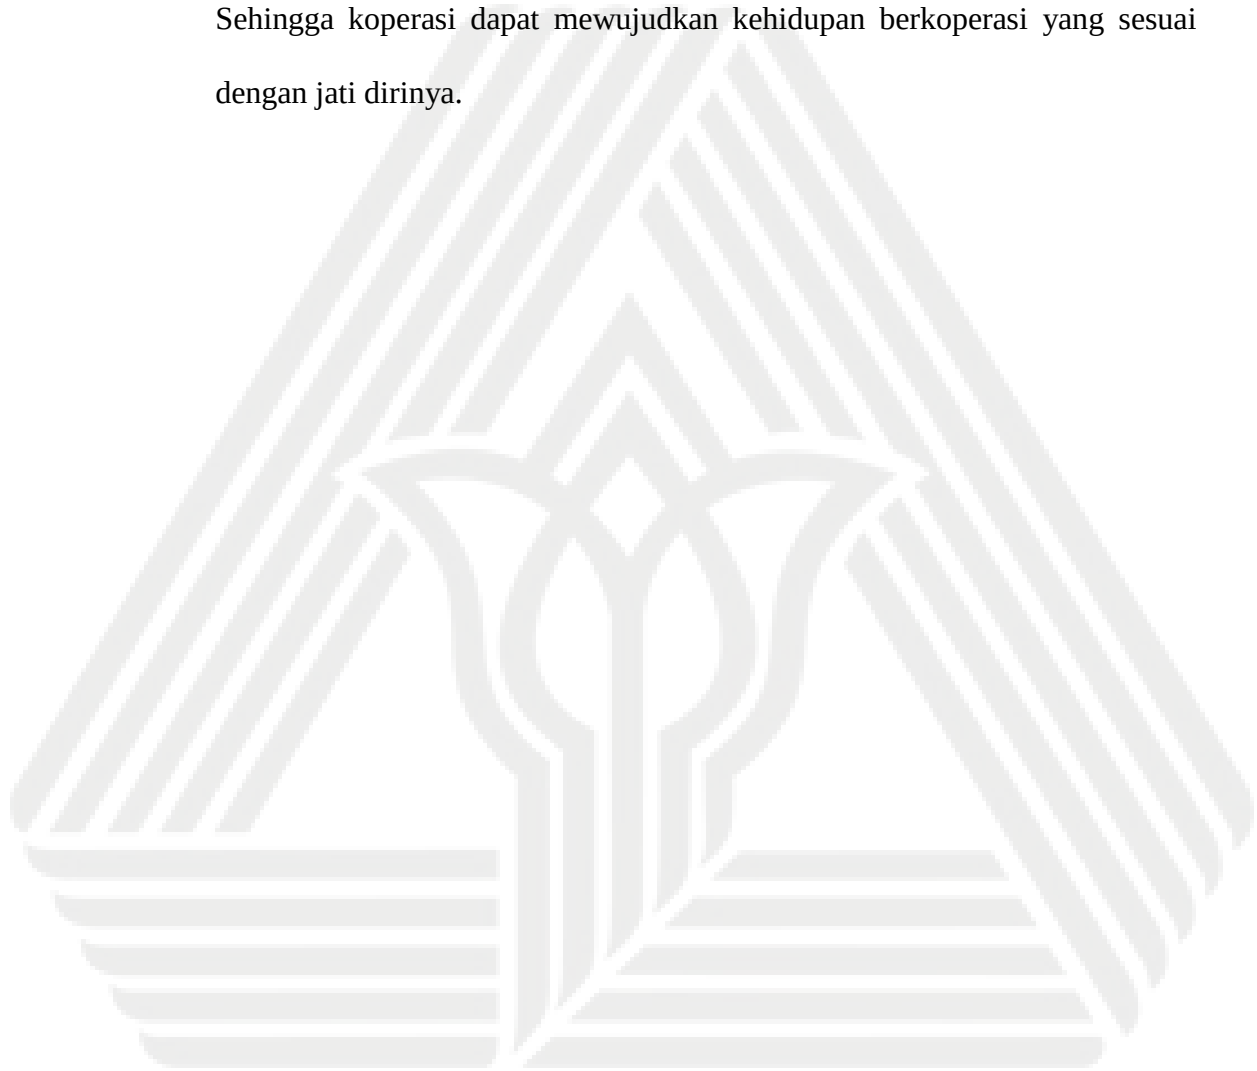 Sehingga koperasi dapat mewujudkan kehidupan berkoperasi yang sesuai
dengan jati dirinya.